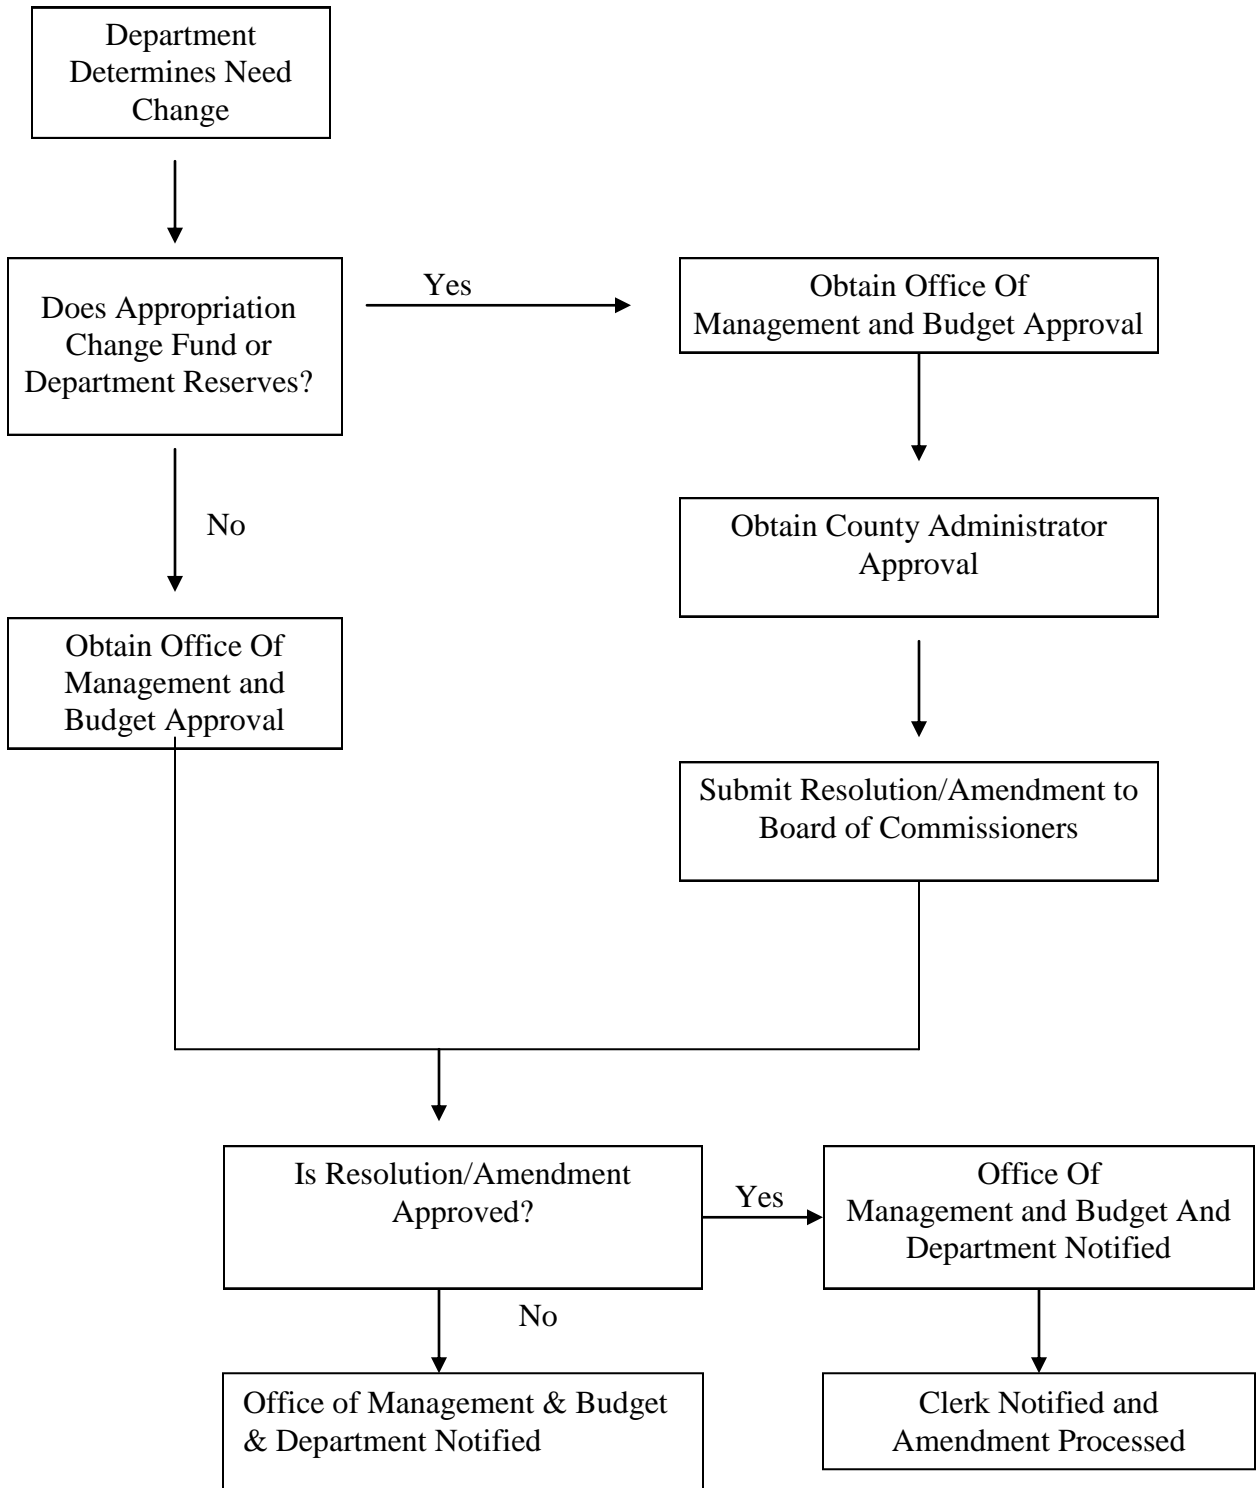 Department
Determines Need
Change
Does Appropriation
Change Fund or
Department Reserves?
Yes
Obtain Office Of
Management and Budget Approval
No
Obtain County Administrator
Approval
Obtain Office Of
Management and
Budget Approval
Submit Resolution/Amendment to
Board of Commissioners
Is Resolution/Amendment
Approved?
Yes
Office Of
Management and Budget And
Department Notified
No
Office of Management & Budget
& Department Notified
Clerk Notified and
Amendment Processed